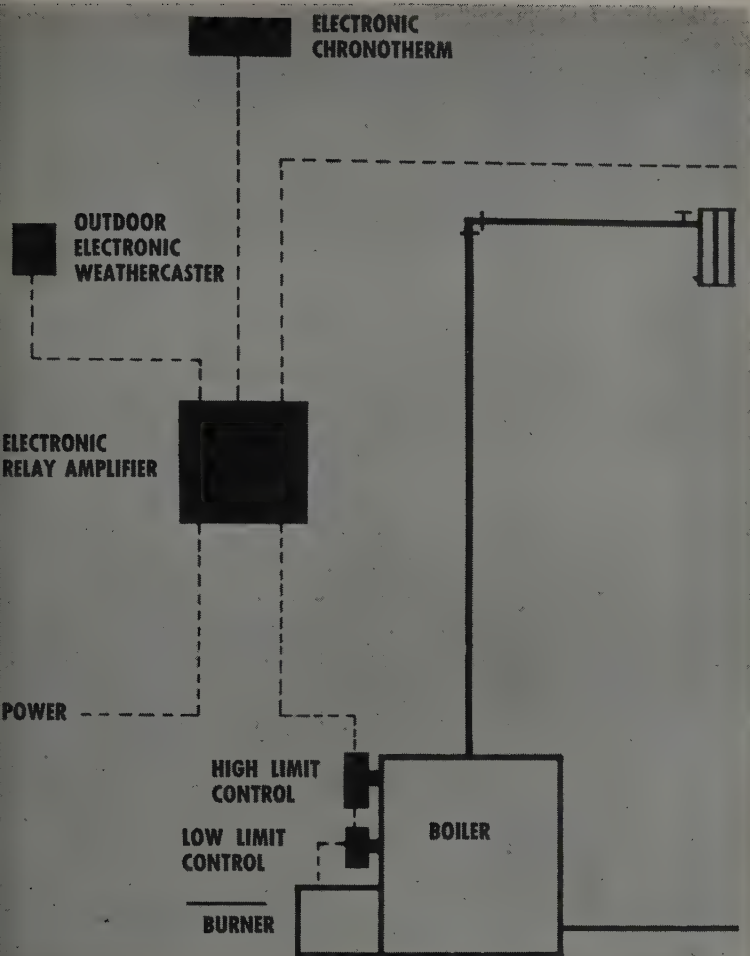 ELECTRONIC
CHRONOTHERM
OUTDOOR
ELECTRONIC
WEATHERCASTER
ELECTRONIC
RELAY AMPLIFIER
POWER
HIGH LIMIT
CONTROL
BOILER
LOW LIMIT
CONTROL
BURNER